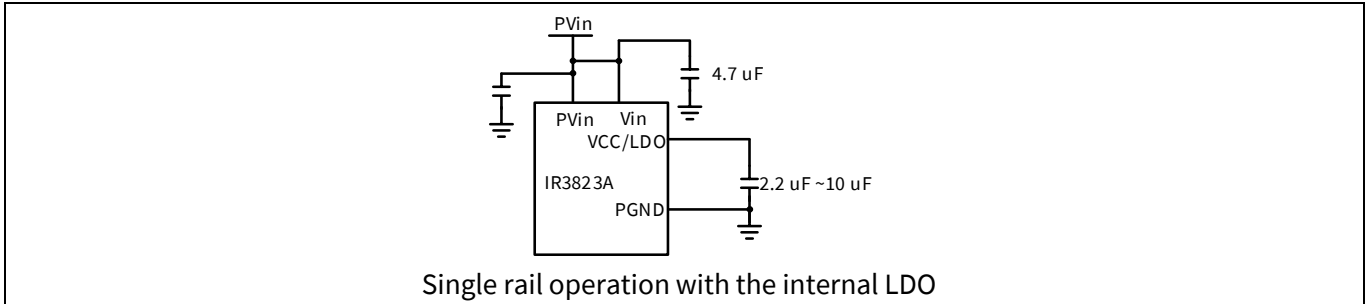 PVin
4.7 uF
PVin Vin
VCC/LDO
IR3823A
2.2 uF ~10 uF
PGND
Single rail operation with the internal LDO